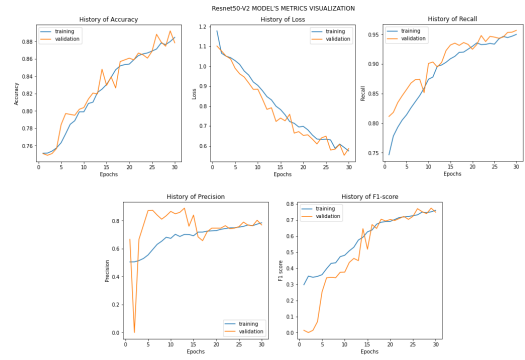 Resnet50-V2 MODEL'S METRICS VISUALIZATION
History of Accuracy
training
validation
0.88
0.86
0.84
0.82
0.80
0.78
0.76
Accuracy
0 5 10 15 20 25 30
Epochs
History of Loss
training
validation
1.2
1.1
1.0
0.9
0.8
0.7
0.6
Loss
0 5 10 15 20 25 30
Epochs
History of Recall
training
validation
0.95
0.90
0.85
0.80
0.75
Recall
0 5 10 15 20 25 30
Epochs
History of Precision
0.8
0.6
0.4
0.2
0.0
Precision
training
validation
0 5 10 15 20 25 30
Epochs
History of F1-score
training
validation
0.8
0.7
0.6
0.5
0.4
0.3
0.2
0.1
0.0
F1 score
0 5 10 15 20 25 30
Epochs